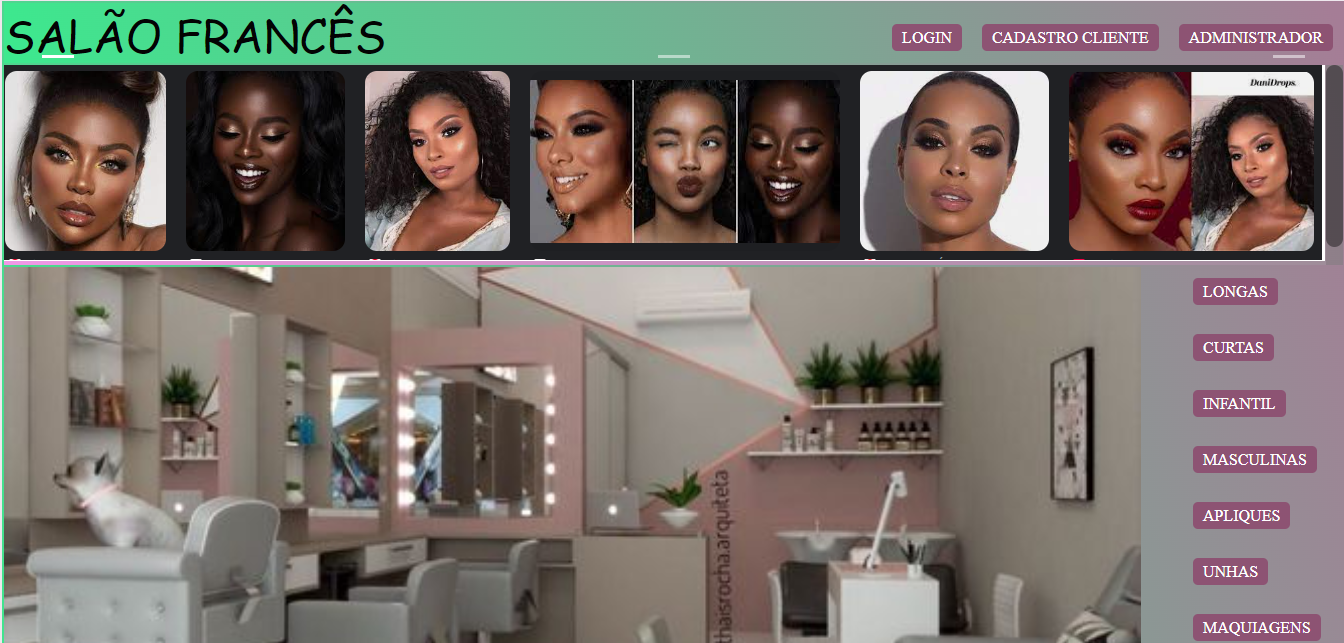 SALÃO FRANCÊS
LOGIN
CADASTRO CLIENTE
ADMINISTRADOR
DaniDrops
LONGAS
CURTAS
INFANTIL
MASCULINAS
APLIQUES
UNHAS
MAQUIAGENS
thaisrocha.arquiteta